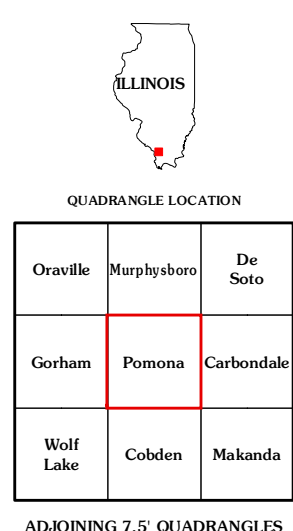 ILLINOIS
QUADRANGLE LOCATION
Oraville Murphysboro De Soto
Gorham Pomona Carbondale
Wolf Lake Cobden Makanda
ADJOINING 7.5' QUADRANGLES